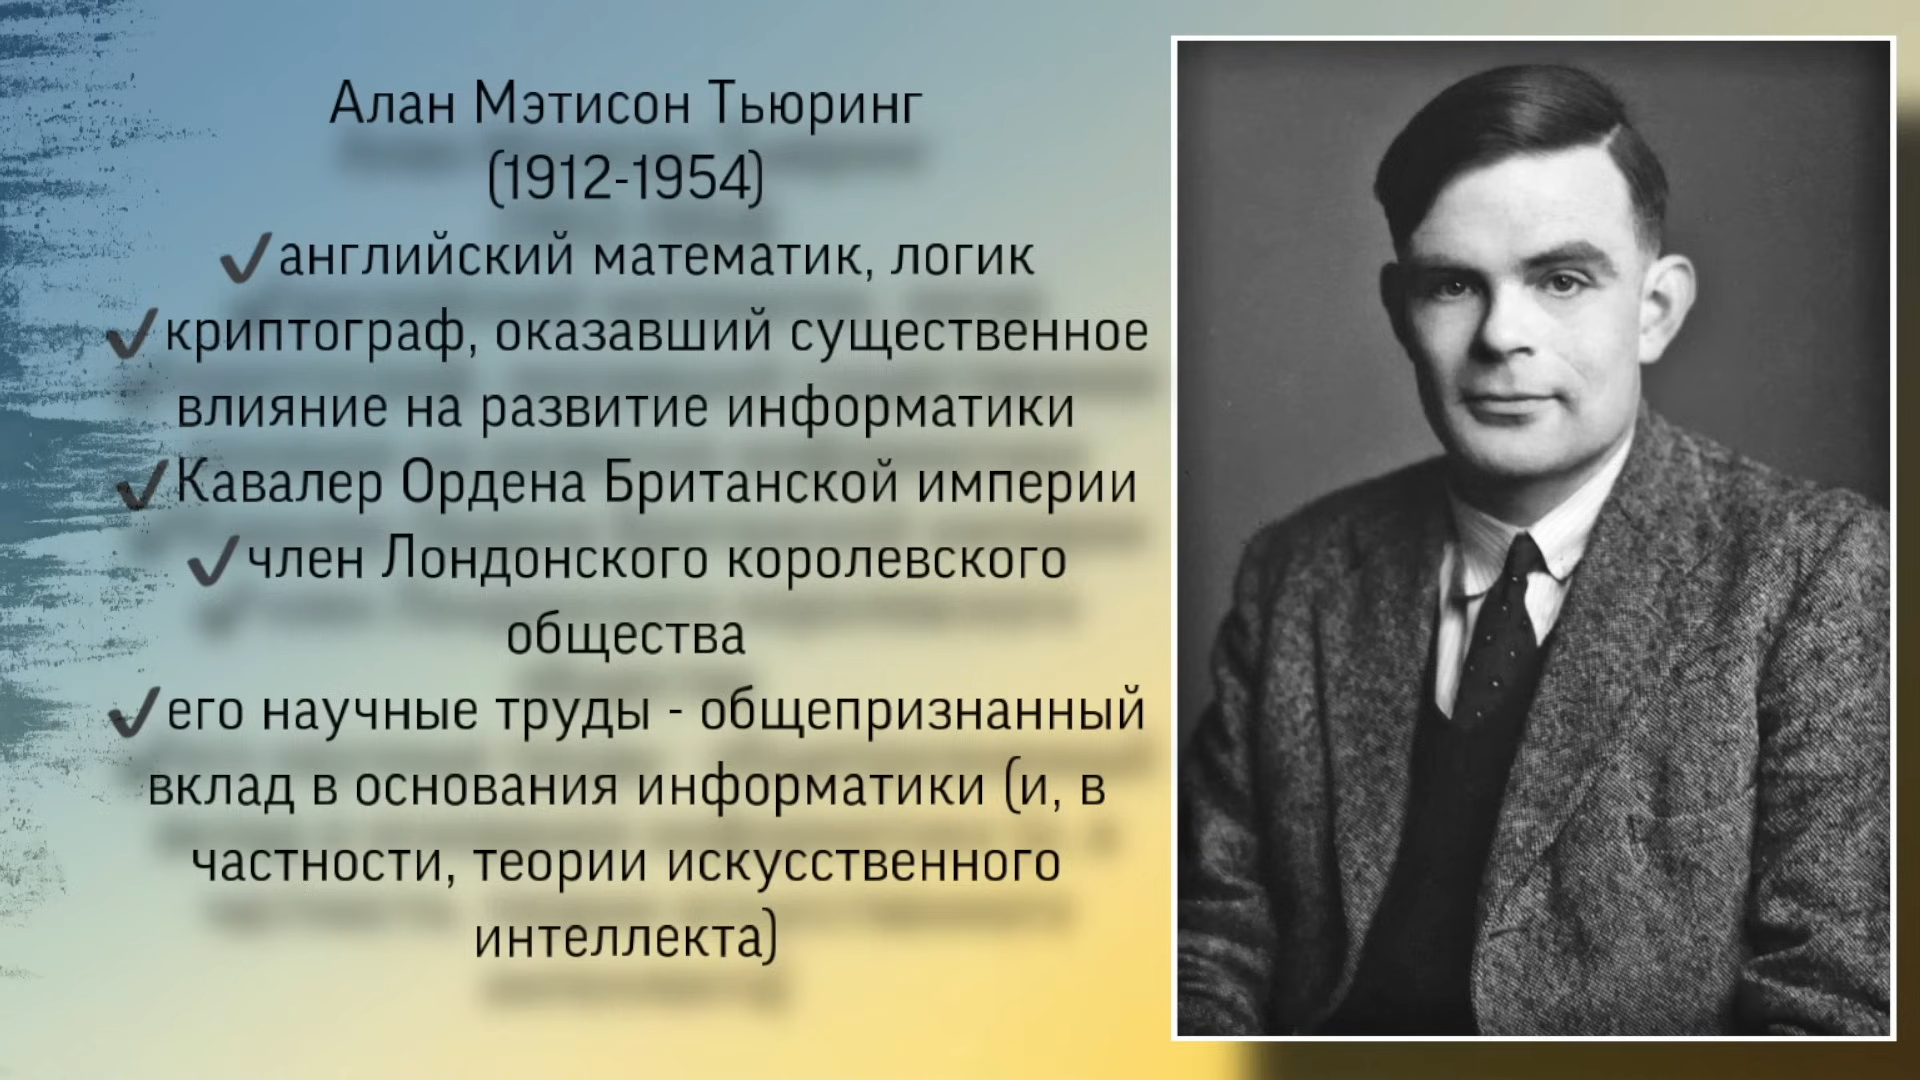 Алан Мэтисон Тьюринг
(1912-1954)
✔английский математик, логик
✔криптограф, оказавший существенное
влияние на развитие информатики
✔Кавалер Ордена Британской империи
✔член Лондонского королевского
общества
✔его научные труды - общепризнанный
вклад в основания информатики (и, в
частности, теории искусственного
интеллекта)